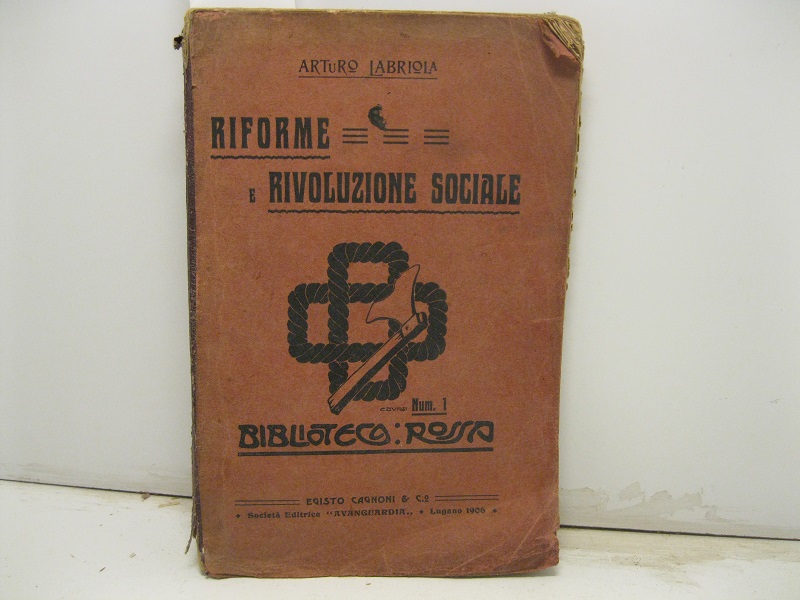 ARTURO LABRIOLA
RIFORME
E RIVOLUZIONE SOCIALE
Num. 1
BIBLIOTECA: ROSSA
EGISTO CAGNONI & C.º
Società Editrice "AVANGUARDIA" • Lugano 1906